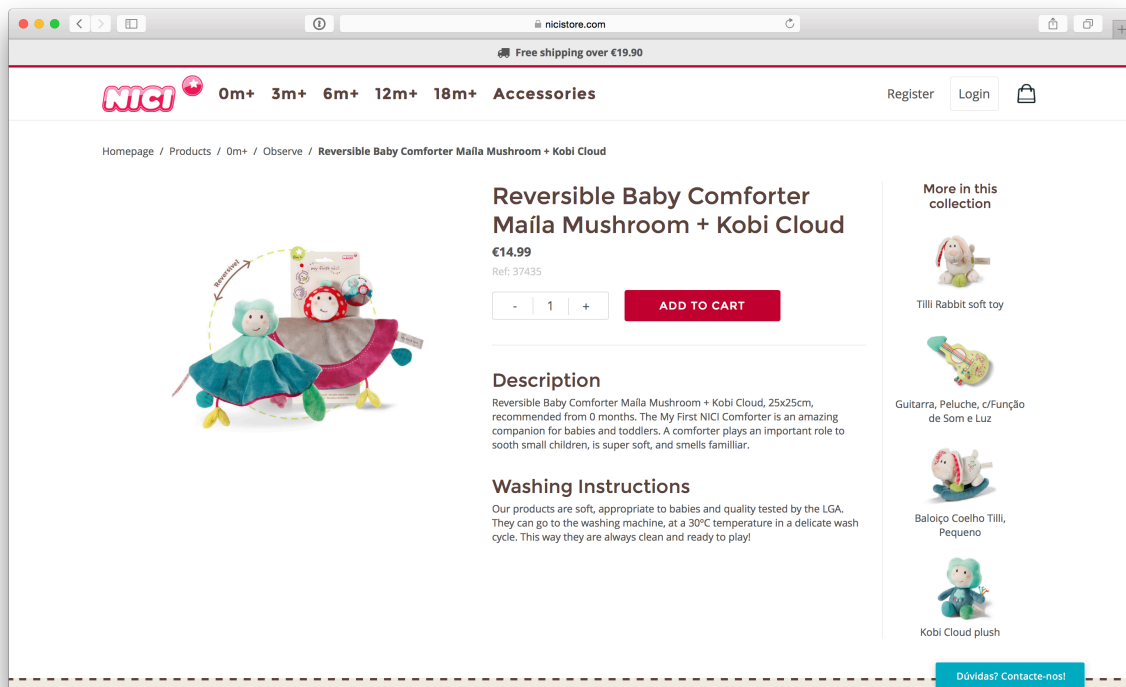 nicistore.com
Free shipping over €19.90
NICI
0m+ 3m+ 6m+ 12m+ 18m+ Accessories
Register Login
Homepage / Products / 0m+ / Observe / Reversible Baby Comforter Maíla Mushroom + Kobi Cloud
Reversível
Reversible Baby Comforter
Maíla Mushroom + Kobi Cloud
€14.99
Ref: 37435
- 1 +
ADD TO CART
Description
Reversible Baby Comforter Maíla Mushroom + Kobi Cloud, 25x25cm,
recommended from 0 months. The My First NICI Comforter is an amazing
companion for babies and toddlers. A comforter plays an important role to
sooth small children, is super soft, and smells familliar.
Washing Instructions
Our products are soft, appropriate to babies and quality tested by the LGA.
They can go to the washing machine, at a 30ºC temperature in a delicate wash
cycle. This way they are always clean and ready to play!
More in this
collection
Tilli Rabbit soft toy
Guitarra, Peluche, c/Função
de Som e Luz
Baloiço Coelho Tilli,
Pequeno
Kobi Cloud plush
Dúvidas? Contacte-nos!